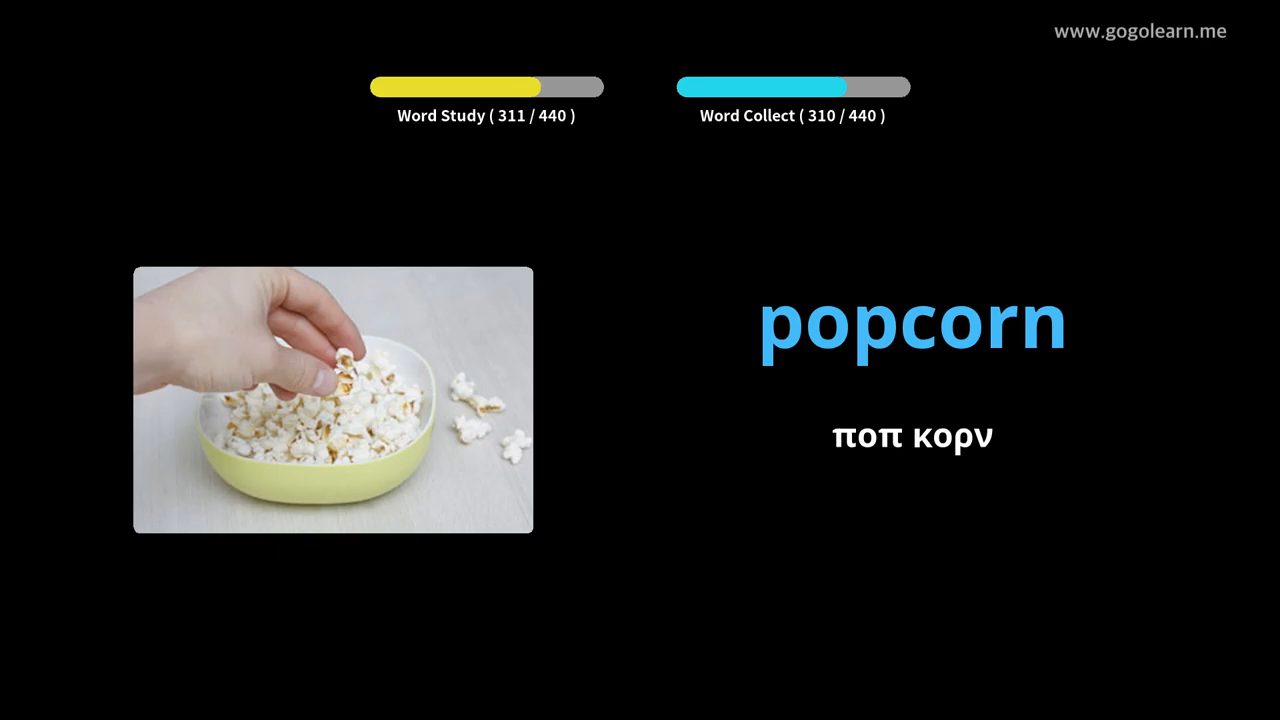 www.gogolearn.me
Word Study ( 311 / 440 )
Word Collect ( 310 / 440 )
popcorn
ποπ κορν